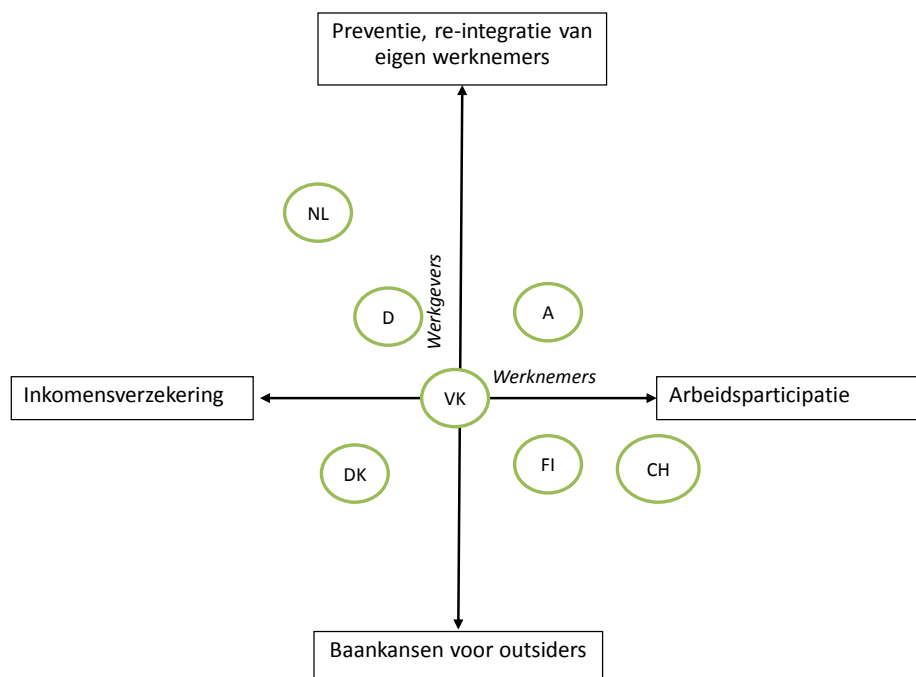 Preventie, re-integratie van
eigen werknemers
NL
Werkgevers
D
A
Werknemers
Inkomensverzekering
VK
Arbeidsparticipatie
DK
FI
CH
Baankansen voor outsiders